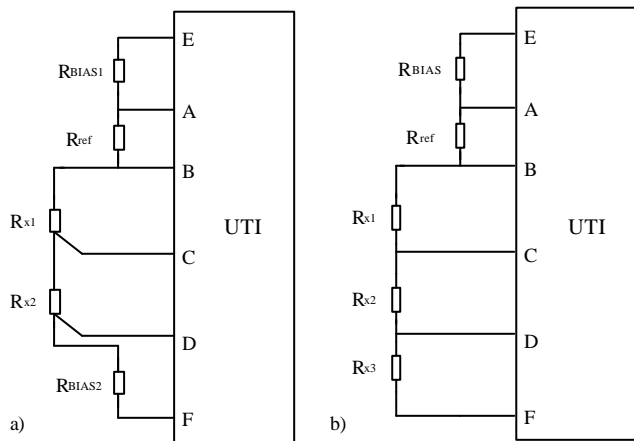 E
RBIAS1
A
Rref
B
Rx1
UTI
C
Rx2
D
RBIAS2
F
a)
E
RBIAS
A
Rref
B
Rx1
UTI
C
Rx2
D
Rx3
F
b)